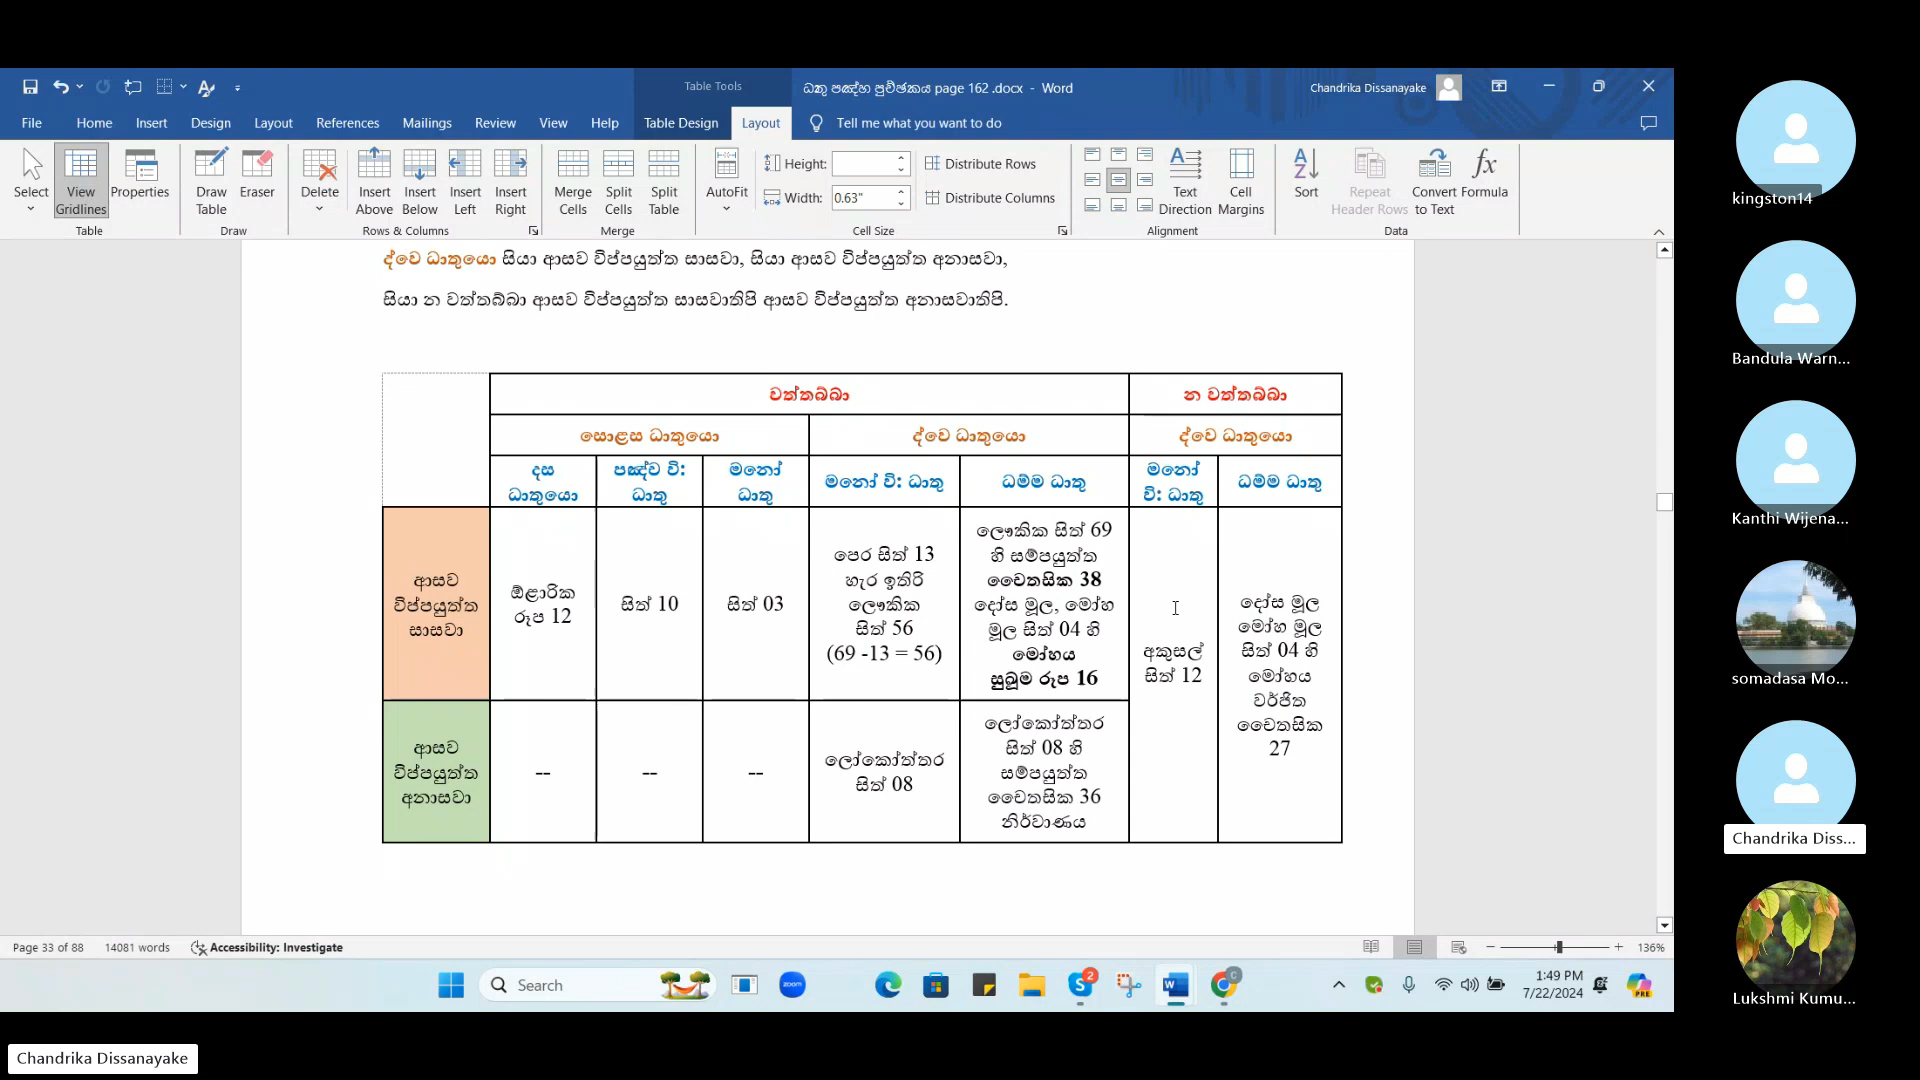 Table Tools
ධාතු පඤ්හ පුච්ඡකය page 162 .docx - Word
Chandrika Dissanayake
File Home Insert Design Layout References Mailings Review View Help Table Design Layout Tell me what you want to do
Select
View Gridlines
Properties
Draw Table
Eraser
Delete
Insert Above
Insert Below
Insert Left
Insert Right
Merge Cells
Split Cells
Split Table
AutoFit
Height:
Width: 0.63"
Distribute Rows
Distribute Columns
Text Direction
Cell Margins
Sort
Repeat Header Rows
Convert to Text
Formula
Table Draw Rows & Columns Merge Cell Size Alignment Data
ද්වෙ ධාතුයො සියා ආසව විප්පයුත්ත සාසවා, සියා ආසව විප්පයුත්ත අනාසවා,
සියා න වත්තබ්බා ආසව විප්පයුත්ත සාසවාතිපි ආසව විප්පයුත්ත අනාසවාතිපි.
වත්තබ්බා
න වත්තබ්බා
සොළස ධාතුයො
ද්වෙ ධාතුයො
ද්වෙ ධාතුයො
දස
ධාතුයො
පඤ්ච වි:
ධාතු
මනෝ
ධාතු
මනෝ වි: ධාතු
ධම්ම ධාතු
මනෝ
වි: ධාතු
ධම්ම ධාතු
ආසව
විප්පයුත්ත
සාසවා
ඕළාරික
රූප 12
සිත් 10
සිත් 03
පෙර සිත් 13
හැර ඉතිරි
ලෞකික
සිත් 56
(69 -13 = 56)
ලෞකික සිත් 69
හි සම්පයුත්ත
චෛතසික 38
දෝස මූල, මෝහ
මූල සිත් 04 හි
මෝහය
සුඛුම රූප 16
අකුසල්
සිත් 12
දෝස මූල
මෝහ මූල
සිත් 04 හි
මෝහය
වර්ජිත
චෛතසික
27
ආසව
විප්පයුත්ත
අනාසවා
--
--
--
ලෝකෝත්තර
සිත් 08
ලෝකෝත්තර
සිත් 08 හි
සම්පයුත්ත
චෛතසික 36
නිර්වාණය
Page 33 of 88 14081 words Accessibility: Investigate 136%
Search
zoom
2
C
1:49 PM
7/22/2024
PRE
kingston14
Bandula Warn...
Kanthi Wijena...
somadasa Mo...
Chandrika Diss...
Lukshmi Kumu...
Chandrika Dissanayake